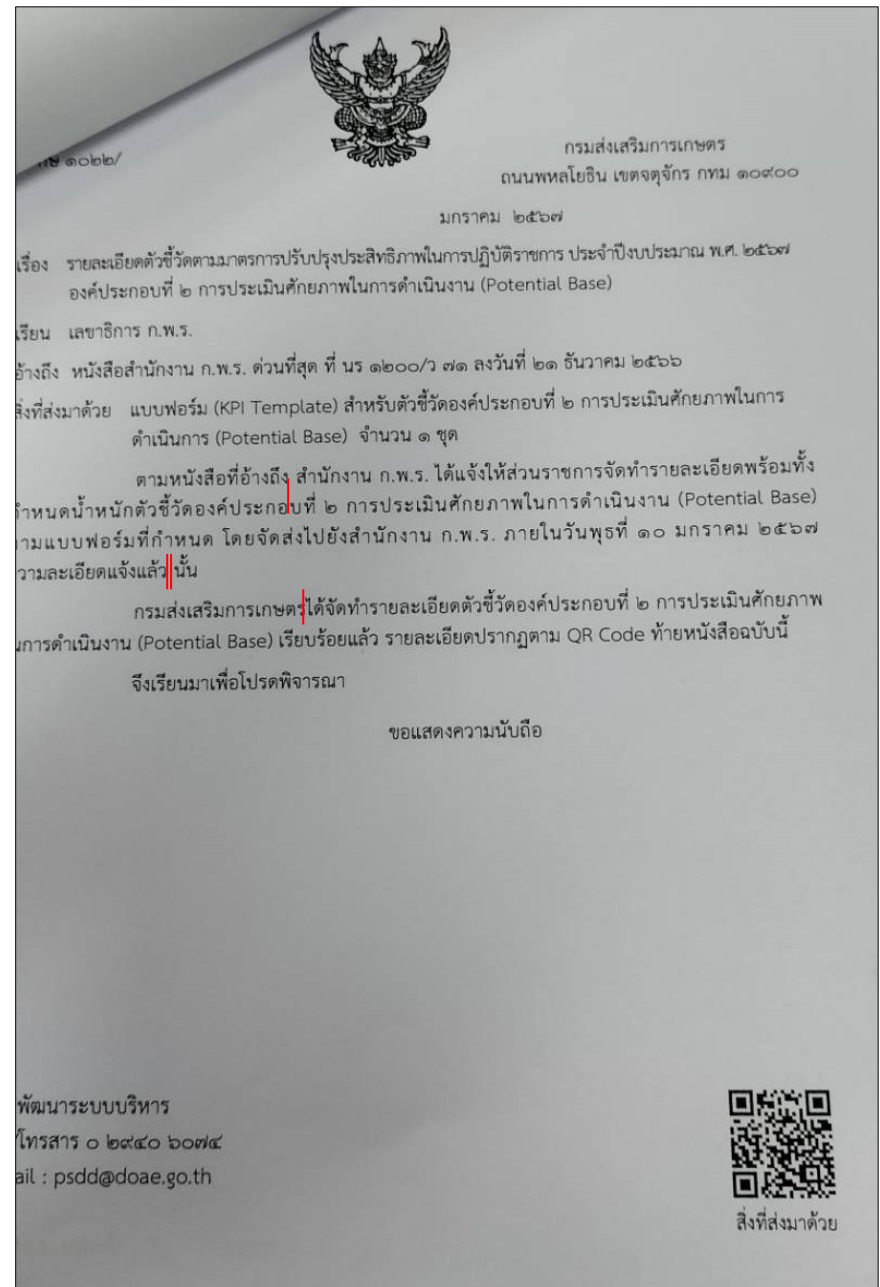 ๑๐๒๒/
กรมส่งเสริมการเกษตร
ถนนพหลโยธิน เขตจตุจักร กทม ๑๐๙๐๐
มกราคม ๒๕๖๗
เรื่อง รายละเอียดตัวชี้วัดตามมาตรการปรับปรุงประสิทธิภาพในการปฏิบัติราชการ ประจำปีงบประมาณ พ.ศ. ๒๕๖๗
องค์ประกอบที่ ๒ การประเมินศักยภาพในการดำเนินงาน (Potential Base)
เรียน เลขาธิการ ก.พ.ร.
อ้างถึง หนังสือสำนักงาน ก.พ.ร. ด่วนที่สุด ที่ นร ๑๒๐๐/ว ๗๑ ลงวันที่ ๒๑ ธันวาคม ๒๕๖๖
สิ่งที่ส่งมาด้วย แบบฟอร์ม (KPI Template) สำหรับตัวชี้วัดองค์ประกอบที่ ๒ การประเมินศักยภาพในการ
ดำเนินการ (Potential Base) จำนวน ๑ ชุด
ตามหนังสือที่อ้างถึง สำนักงาน ก.พ.ร. ได้แจ้งให้ส่วนราชการจัดทำรายละเอียดพร้อมทั้ง
กำหนดน้ำหนักตัวชี้วัดองค์ประกอบที่ ๒ การประเมินศักยภาพในการดำเนินงาน (Potential Base)
ตามแบบฟอร์มที่กำหนด โดยจัดส่งไปยังสำนักงาน ก.พ.ร. ภายในวันพุธที่ ๑๐ มกราคม ๒๕๖๗
ความละเอียดแจ้งแล้ว นั้น
กรมส่งเสริมการเกษตรได้จัดทำรายละเอียดตัวชี้วัดองค์ประกอบที่ ๒ การประเมินศักยภาพ
ในการดำเนินงาน (Potential Base) เรียบร้อยแล้ว รายละเอียดปรากฏตาม QR Code ท้ายหนังสือฉบับนี้
จึงเรียนมาเพื่อโปรดพิจารณา
ขอแสดงความนับถือ
พัฒนาระบบบริหาร
โทรสาร ๐ ๒๙๔๐ ๖๐๗๔
ail : psdd@doae.go.th
สิ่งที่ส่งมาด้วย